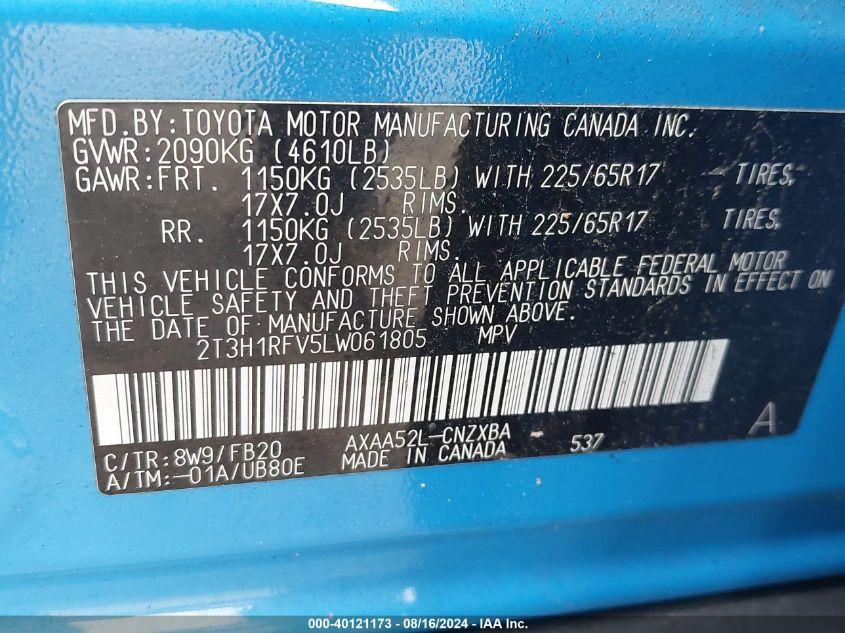 MFD.BY:TOYOTA MOTOR MANUFACTURING CANADA INC.
GVWR:2090KG (4610LB)
GAWR:FRT. 1150KG (2535LB) WITH 225/65R17 TIRES,
17X7.0J RIMS.
RR. 1150KG (2535LB) WITH 225/65R17 TIRES,
17X7.0J RIMS.
THIS VEHICLE CONFORMS TO ALL APPLICABLE FEDERAL MOTOR
VEHICLE SAFETY AND THEFT PREVENTION STANDARDS IN EFFECT ON
THE DATE OF MANUFACTURE SHOWN ABOVE.
2T3H1RFV5LW061805 MPV
C/TR:8W9/FB20 AXAA52L-CNZXBA 537 A
A/TM:-01A/UB80E MADE IN CANADA
000-40121173 - 08/16/2024 - IAA Inc.